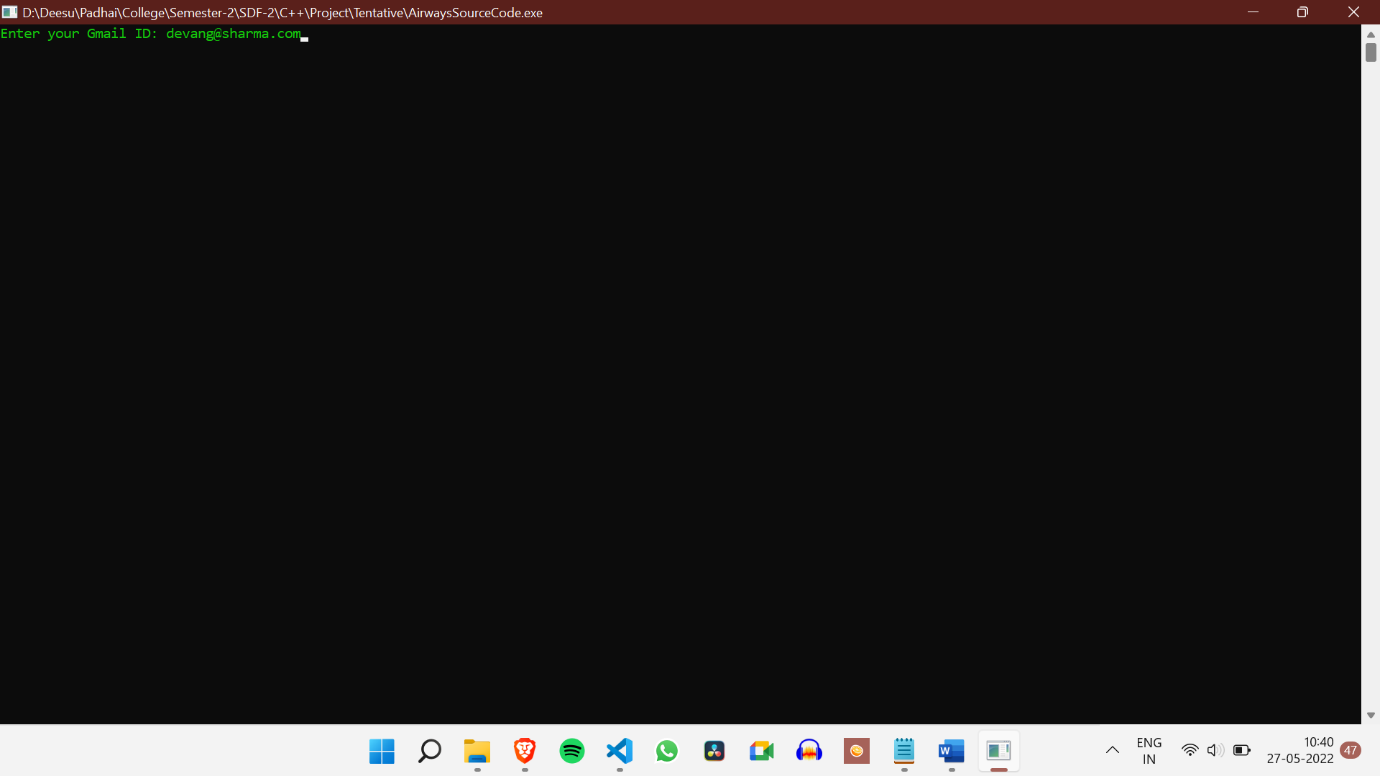 D:\Deesu\Padhai\College\Semester-2\SDF-2\C++\Project\Tentative\AirwaysSourceCode.exe
Enter your Gmail ID: devang@sharma.com
W
ENG
IN
10:40
27-05-2022
47